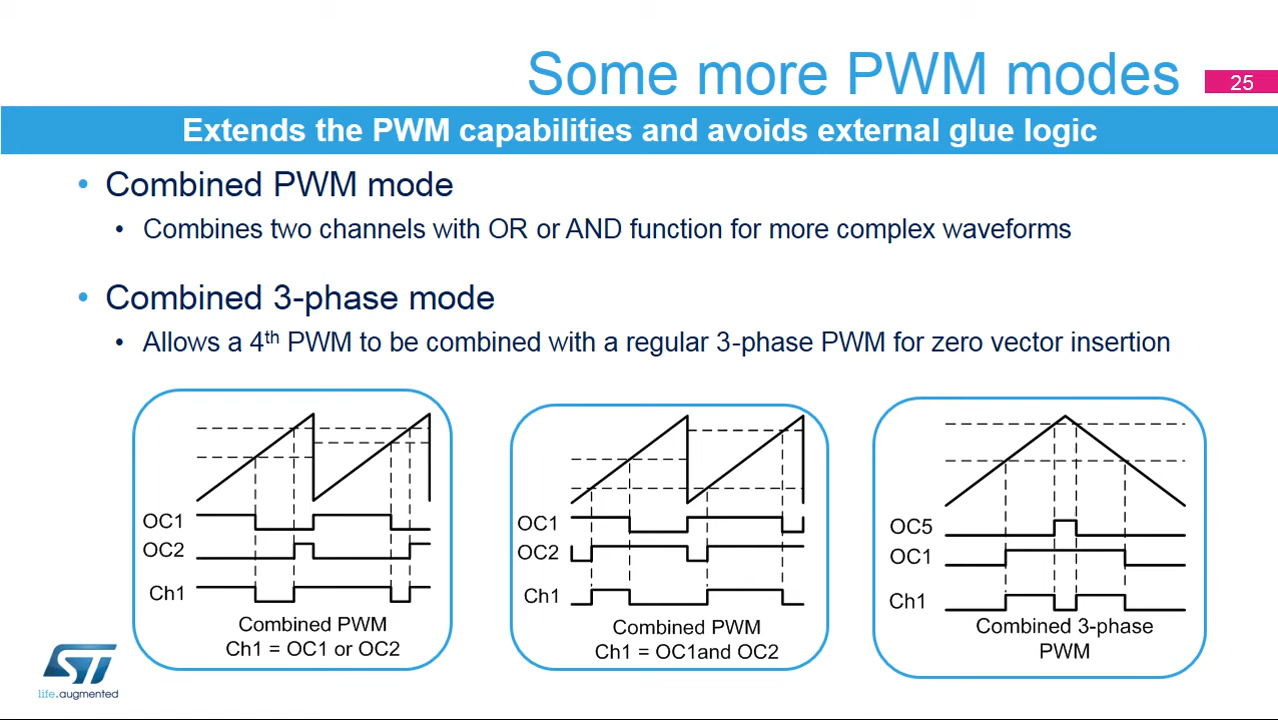 Some more PWM modes
25
Extends the PWM capabilities and avoids external glue logic
• Combined PWM mode
• Combines two channels with OR or AND function for more complex waveforms
• Combined 3-phase mode
• Allows a 4th PWM to be combined with a regular 3-phase PWM for zero vector insertion
OC1
OC2
Ch1
Combined PWM
Ch1 = OC1 or OC2
OC1
OC2
Ch1
Combined PWM
Ch1 = OC1and OC2
OC5
OC1
Ch1
Combined 3-phase
PWM
ST
life.augmented